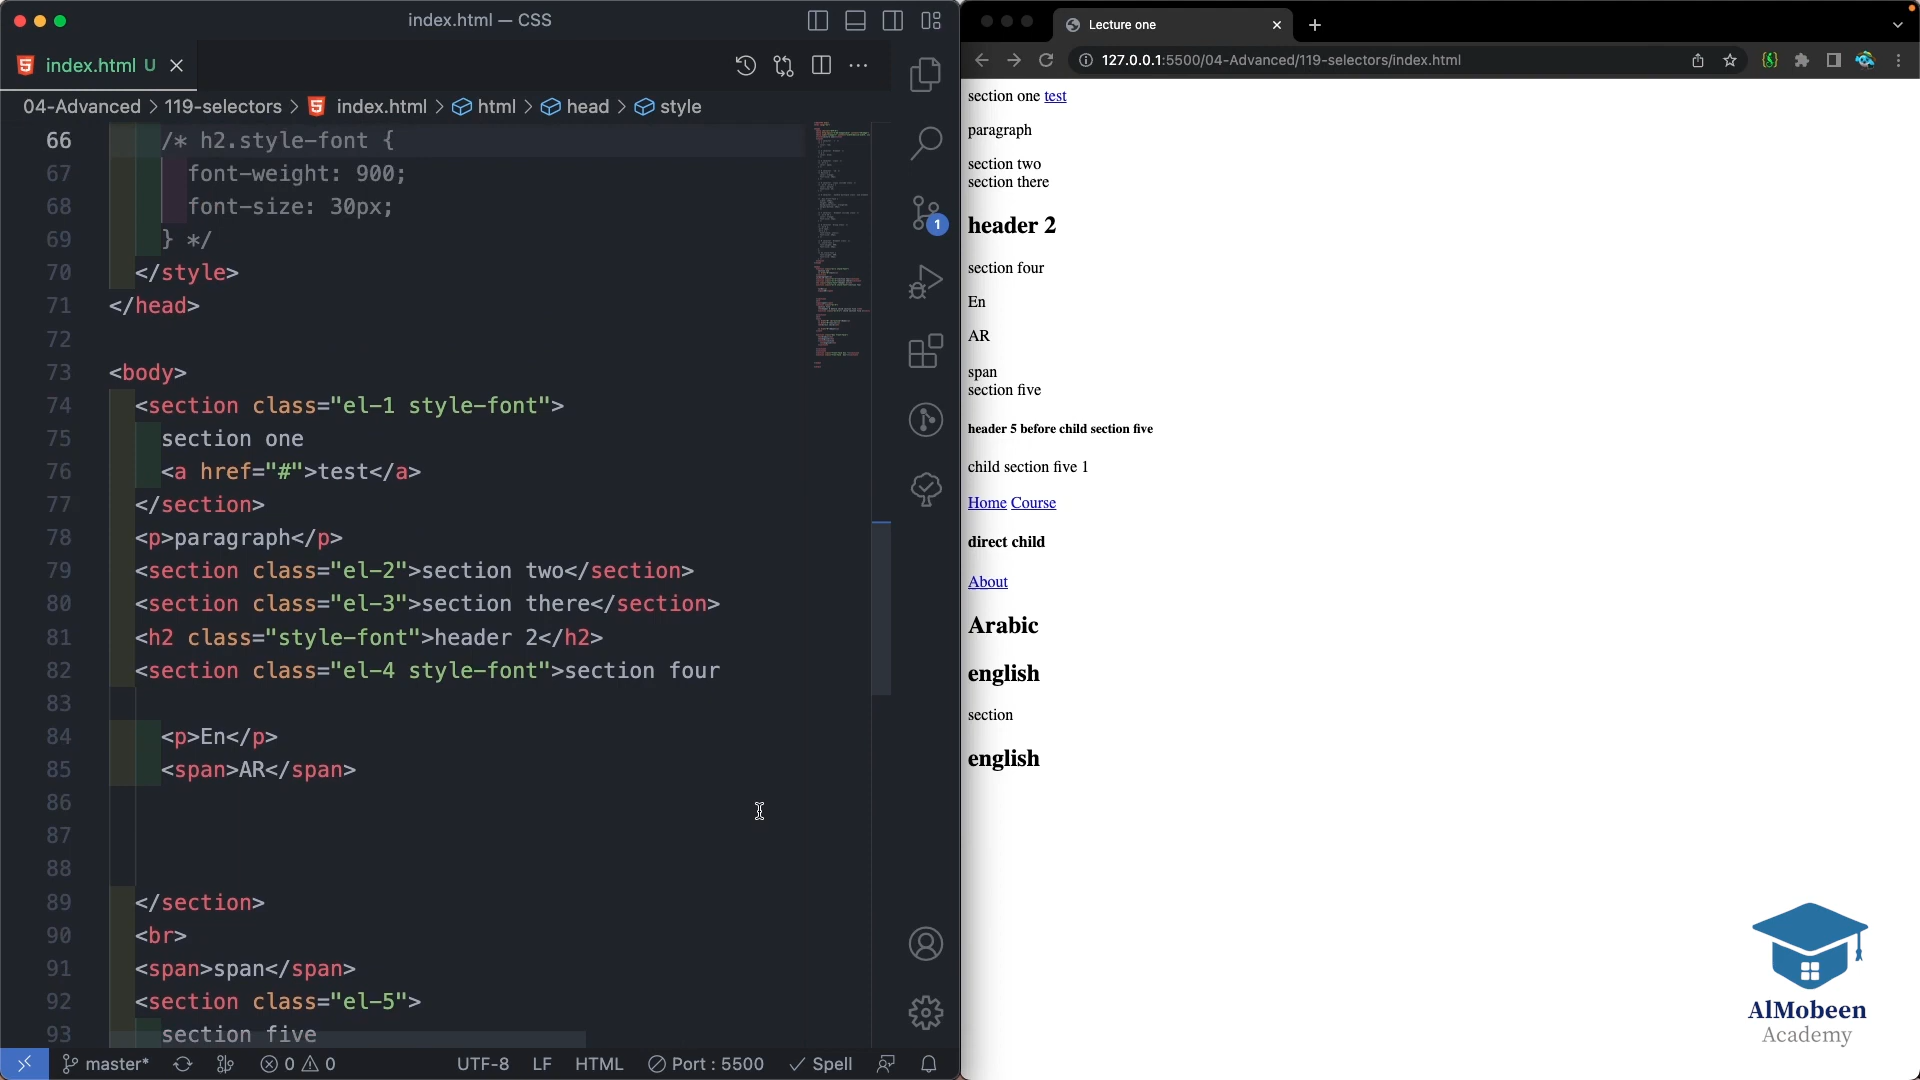 index.html — CSS
index.html U
04-Advanced > 119-selectors > index.html > html > head > style
66 /* h2.style-font {
67 font-weight: 900;
68 font-size: 30px;
69 } */
70 </style>
71 </head>
72
73 <body>
74 <section class="el-1 style-font">
75 section one
76 <a href="#">test</a>
77 </section>
78 <p>paragraph</p>
79 <section class="el-2">section two</section>
80 <section class="el-3">section there</section>
81 <h2 class="style-font">header 2</h2>
82 <section class="el-4 style-font">section four
83
84 <p>En</p>
85 <span>AR</span>
86
87
88
89 </section>
90 <br>
91 <span>span</span>
92 <section class="el-5">
93 section five
1
master* 0 0 UTF-8 LF HTML Port : 5500 Spell
Lecture one
127.0.0.1:5500/04-Advanced/119-selectors/index.html
section one test
paragraph
section two
section there
header 2
section four
En
AR
span
section five
header 5 before child section five
child section five 1
Home Course
direct child
About
Arabic
english
section
english
AlMobeen
Academy